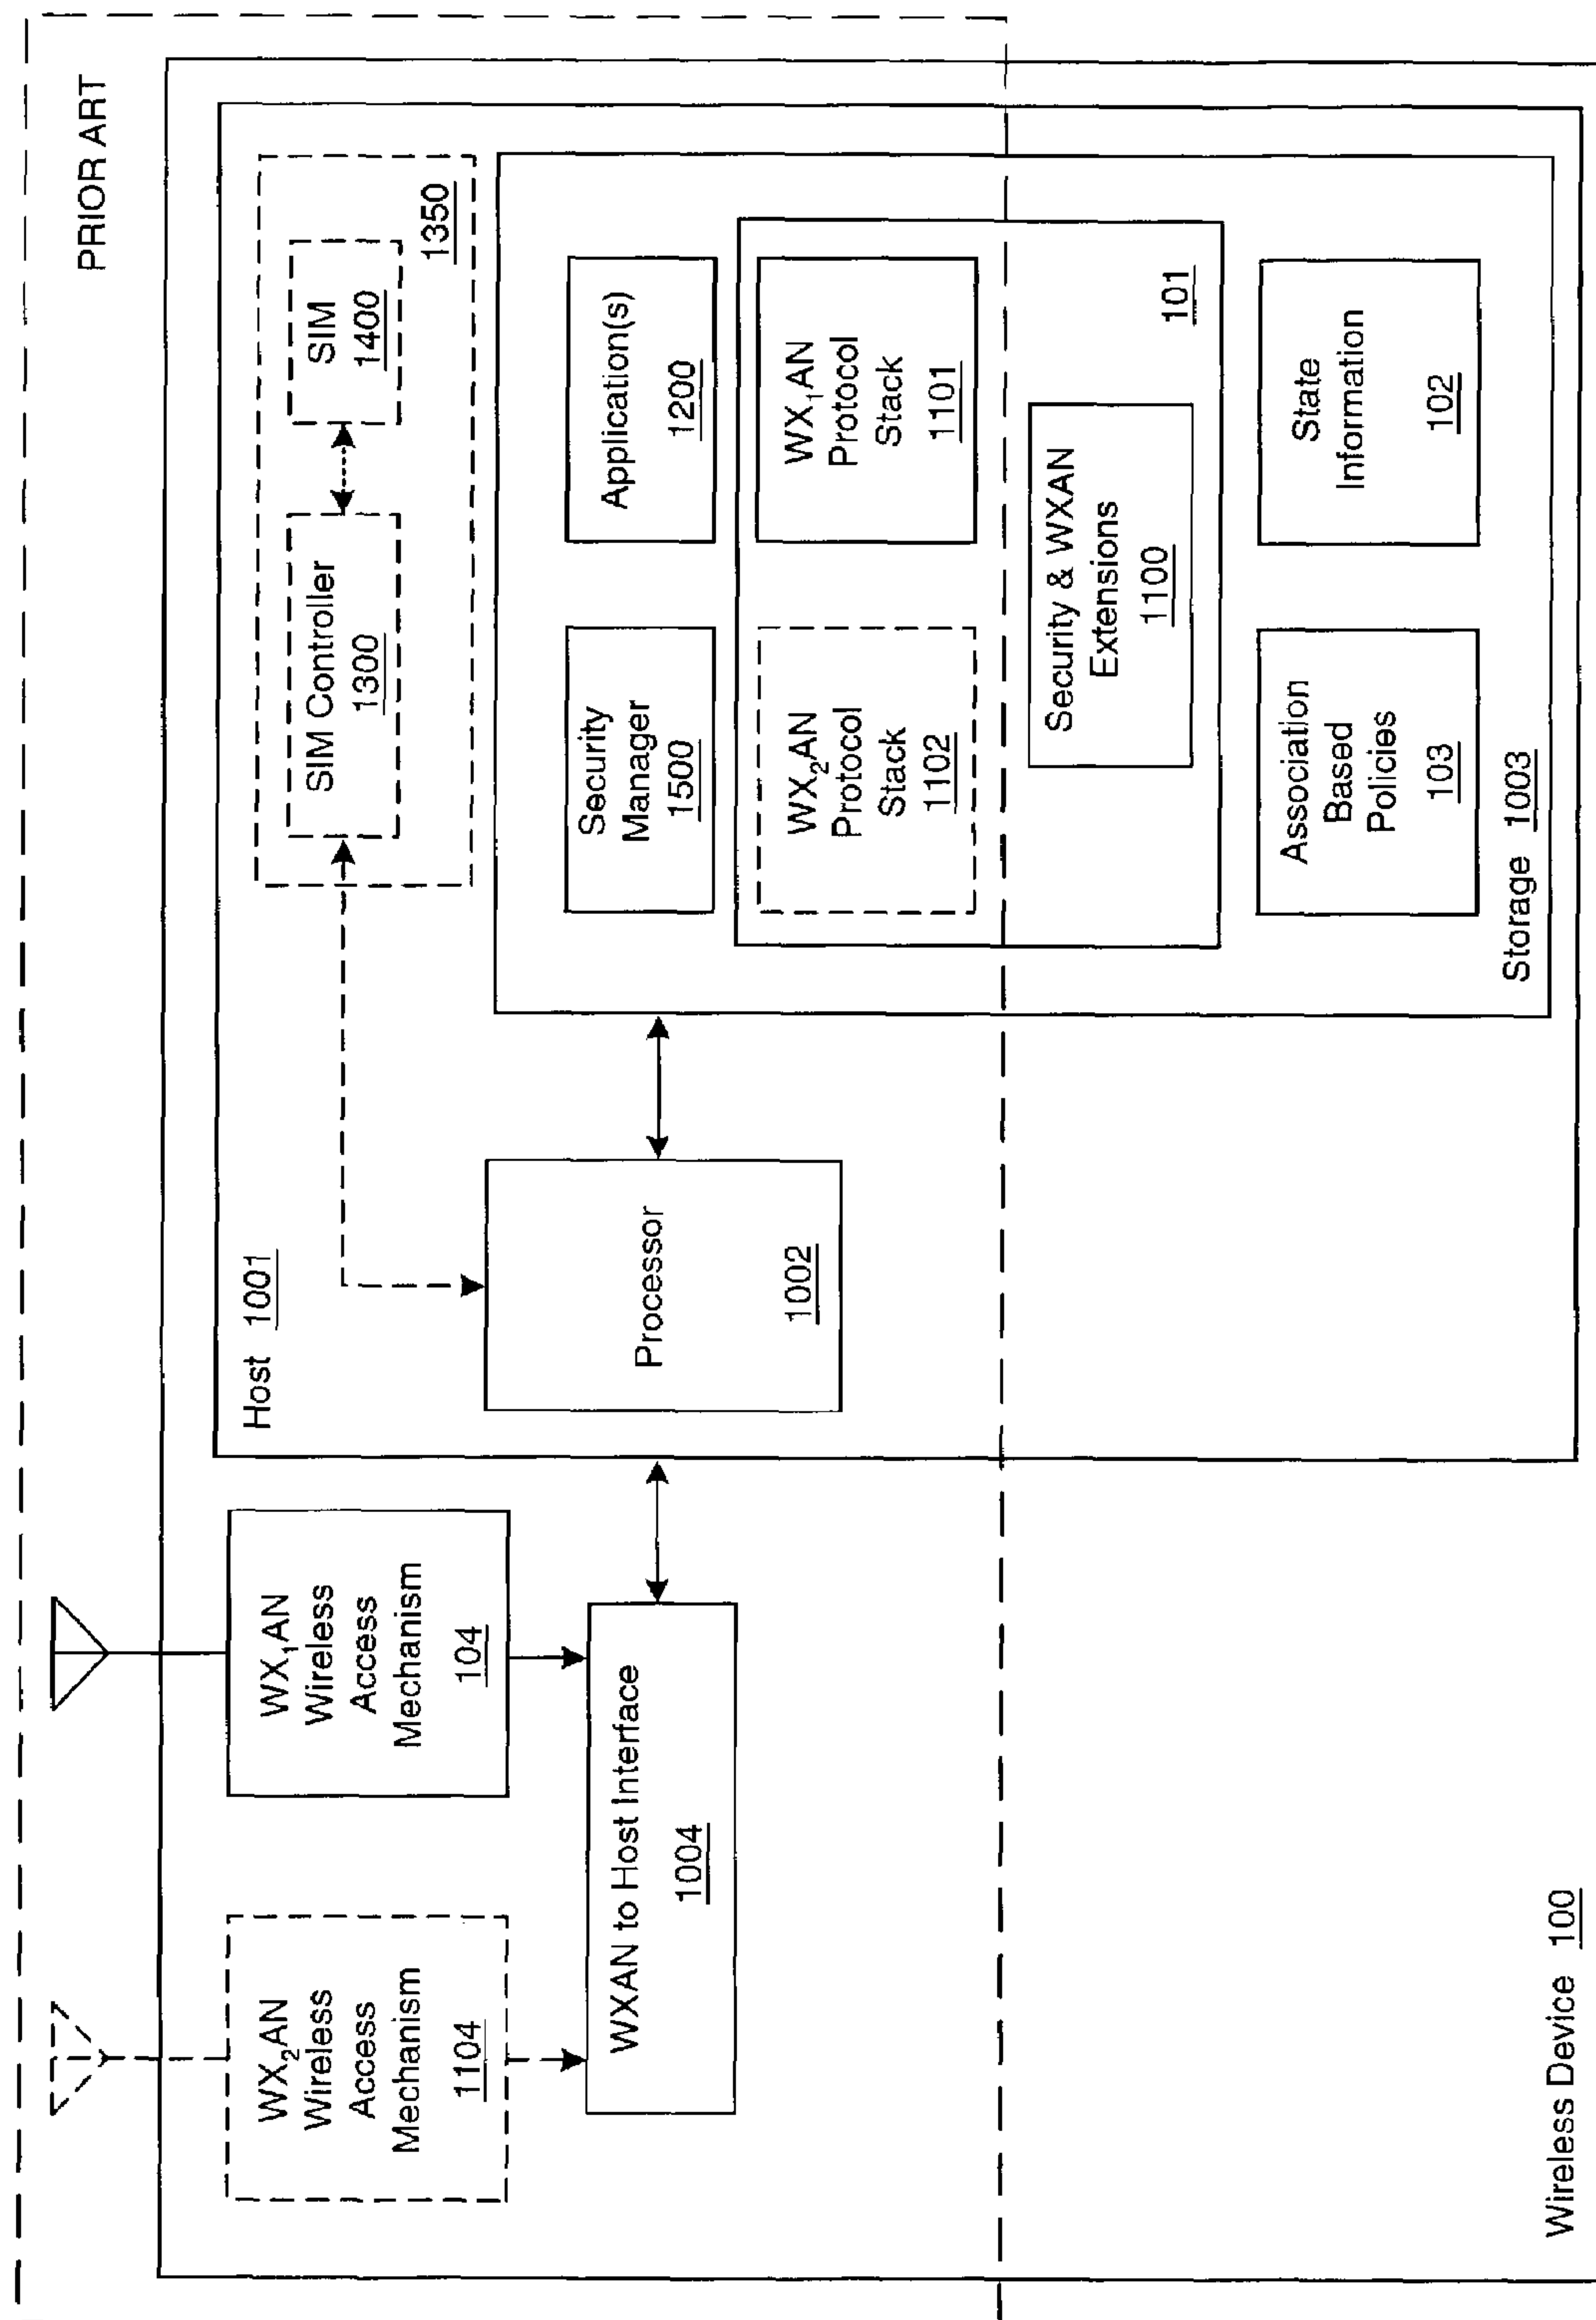 PRIOR ART
WX₂AN
Wireless
Access
Mechanism
1104
WX₁AN
Wireless
Access
Mechanism
104
WXAN to Host Interface
1004
Host 1001
Processor
1002
SIM Controller
1300
SIM
1400
1350
Security
Manager
1500
Application(s)
1200
WX₂AN
Protocol
Stack
1102
WX₁AN
Protocol
Stack
1101
Security & WXAN
Extensions
1100
101
Association
Based
Policies
103
State
Information
102
Storage 1003
Wireless Device 100